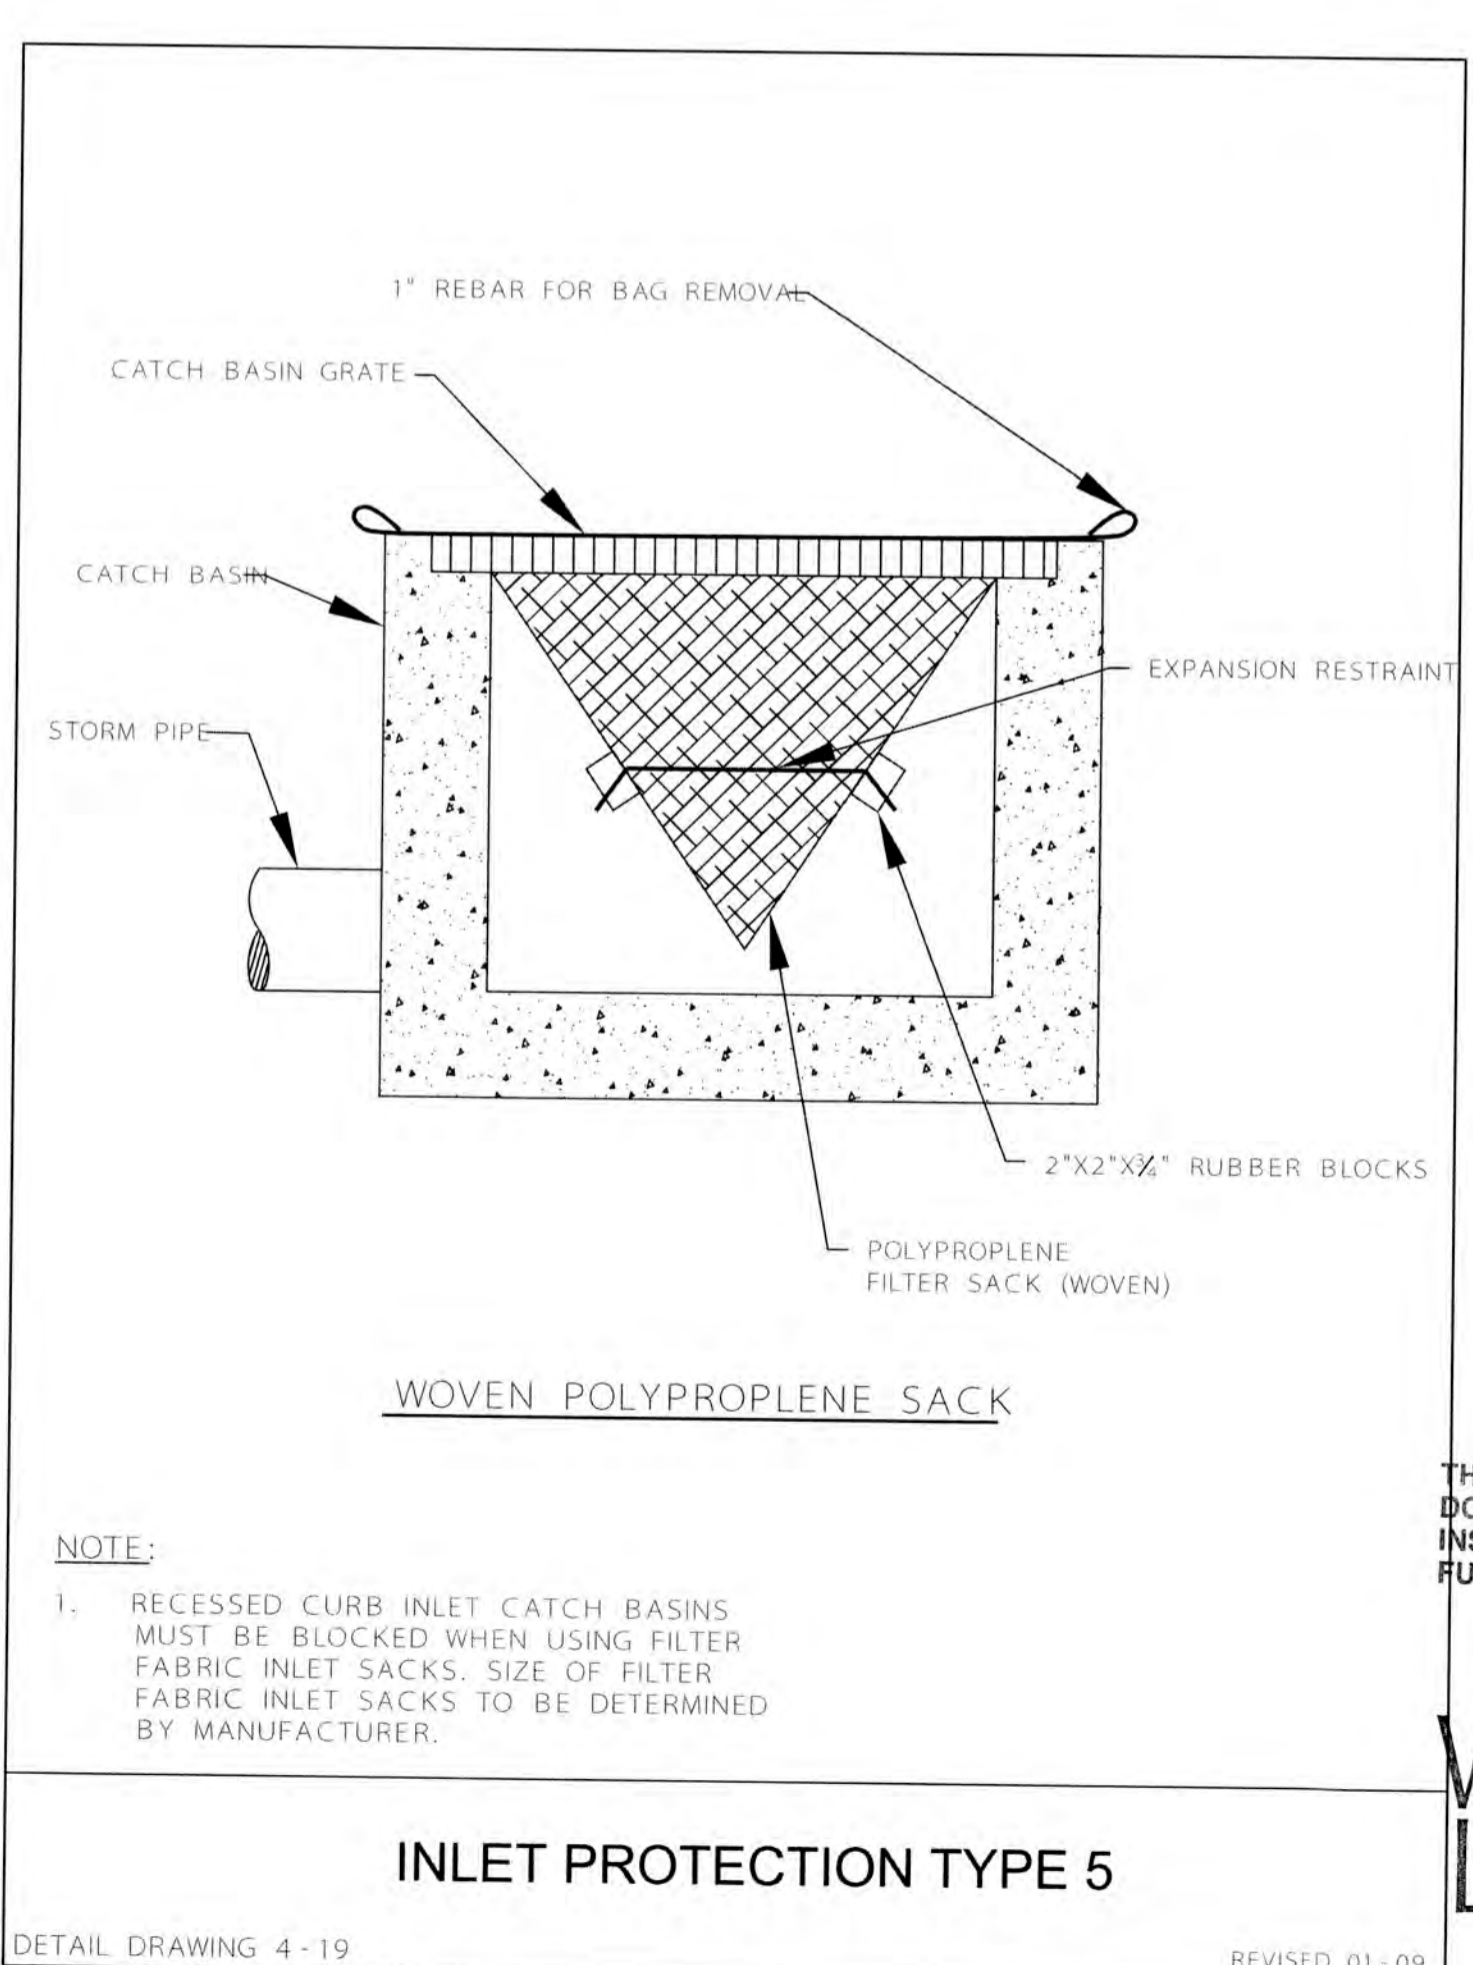 1" REBAR FOR BAG REMOVAL
CATCH BASIN GRATE
CATCH BASIN
EXPANSION RESTRAINT
STORM PIPE
2"X2"X¾" RUBBER BLOCKS
POLYPROPLENE
FILTER SACK (WOVEN)
WOVEN POLYPROPLENE SACK
NOTE:
1. RECESSED CURB INLET CATCH BASINS
MUST BE BLOCKED WHEN USING FILTER
FABRIC INLET SACKS. SIZE OF FILTER
FABRIC INLET SACKS TO BE DETERMINED
BY MANUFACTURER.
INLET PROTECTION TYPE 5
DETAIL DRAWING 4-19
REVISED 01-09